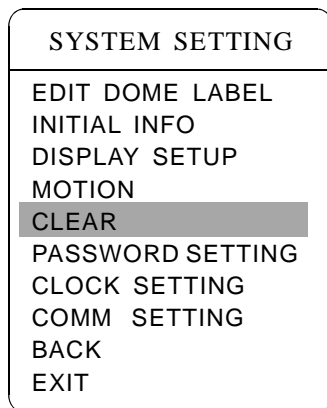 SYSTEM SETTING
EDIT DOME LABEL
INITIAL INFO
DISPLAY SETUP
MOTION
CLEAR
PASSWORD SETTING
CLOCK SETTING
COMM SETTING
BACK
EXIT